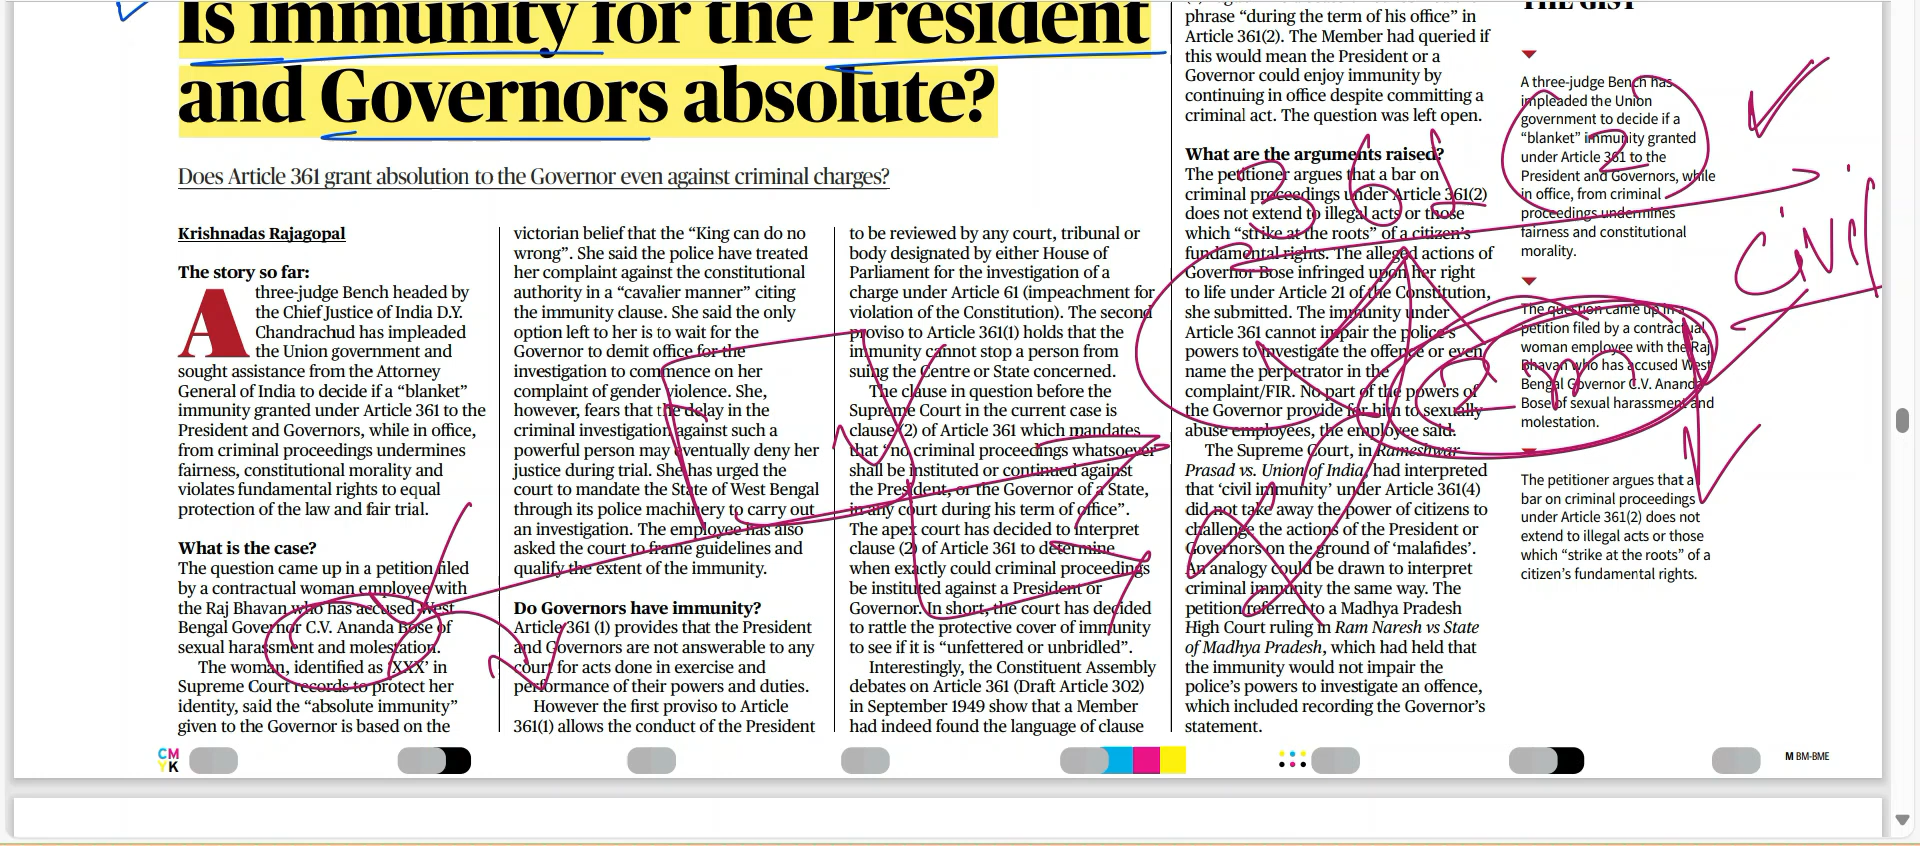 Is immunity for the President
and Governors absolute?
Does Article 361 grant absolution to the Governor even against criminal charges?
Krishnadas Rajagopal
The story so far:
A three-judge Bench headed by
the Chief Justice of India D.Y.
Chandrachud has impleaded
the Union government and
sought assistance from the Attorney
General of India to decide if a “blanket”
immunity granted under Article 361 to the
President and Governors, while in office,
from criminal proceedings undermines
fairness, constitutional morality and
violates fundamental rights to equal
protection of the law and fair trial.
What is the case?
The question came up in a petition filed
by a contractual woman employee with
the Raj Bhavan who has accused West
Bengal Governor C.V. Ananda Bose of
sexual harassment and molestation.
The woman, identified as ‘XXX’ in
Supreme Court records to protect her
identity, said the “absolute immunity”
given to the Governor is based on the
victorian belief that the “King can do no
wrong”. She said the police have treated
her complaint against the constitutional
authority in a “cavalier manner” citing
the immunity clause. She said the only
option left to her is to wait for the
Governor to demit office for the
investigation to commence on her
complaint of gender violence. She,
however, fears that the delay in the
criminal investigation against such a
powerful person may eventually deny her
justice during trial. She has urged the
court to mandate the State of West Bengal
through its police machinery to carry out
an investigation. The employee has also
asked the court to frame guidelines and
qualify the extent of the immunity.
Do Governors have immunity?
Article 361 (1) provides that the President
and Governors are not answerable to any
court for acts done in exercise and
performance of their powers and duties.
However the first proviso to Article
361(1) allows the conduct of the President
to be reviewed by any court, tribunal or
body designated by either House of
Parliament for the investigation of a
charge under Article 61 (impeachment for
violation of the Constitution). The second
proviso to Article 361(1) holds that the
immunity cannot stop a person from
suing the Centre or State concerned.
The clause in question before the
Supreme Court in the current case is
clause (2) of Article 361 which mandates
that “no criminal proceedings whatsoever
shall be instituted or continued against
the President, or the Governor of a State,
in any court during his term of office”.
The apex court has decided to interpret
clause (2) of Article 361 to determine
when exactly could criminal proceedings
be instituted against a President or
Governor. In short, the court has decided
to rattle the protective cover of immunity
to see if it is “unfettered or unbridled”.
Interestingly, the Constituent Assembly
debates on Article 361 (Draft Article 302)
in September 1949 show that a Member
had indeed found the language of clause
phrase “during the term of his office” in
Article 361(2). The Member had queried if
this would mean the President or a
Governor could enjoy immunity by
continuing in office despite committing a
criminal act. The question was left open.
What are the arguments raised?
The petitioner argues that a bar on
criminal proceedings under Article 361(2)
does not extend to illegal acts or those
which “strike at the roots” of a citizen’s
fundamental rights. The alleged actions of
Governor Bose infringed upon her right
to life under Article 21 of the Constitution,
she submitted. The immunity under
Article 361 cannot impair the police’s
powers to investigate the offence or even
name the perpetrator in the
complaint/FIR. No part of the powers of
the Governor provide for him to sexually
abuse employees, the employee said.
The Supreme Court, in Rameshwar
Prasad vs. Union of India, had interpreted
that ‘civil immunity’ under Article 361(4)
did not take away the power of citizens to
challenge the actions of the President or
Governors on the ground of ‘malafides’.
An analogy could be drawn to interpret
criminal immunity the same way. The
petition referred to a Madhya Pradesh
High Court ruling in Ram Naresh vs State
of Madhya Pradesh, which had held that
the immunity would not impair the
police’s powers to investigate an offence,
which included recording the Governor’s
statement.
THE GIST
A three-judge Bench has
impleaded the Union
government to decide if a
“blanket” immunity granted
under Article 361 to the
President and Governors, while
in office, from criminal
proceedings undermines
fairness and constitutional
morality.
The question came up in a
petition filed by a contractual
woman employee with the Raj
Bhavan who has accused West
Bengal Governor C.V. Ananda
Bose of sexual harassment and
molestation.
The petitioner argues that a
bar on criminal proceedings
under Article 361(2) does not
extend to illegal acts or those
which “strike at the roots” of a
citizen’s fundamental rights.
361
2
civil
2m
CM
YK
M BM-BME